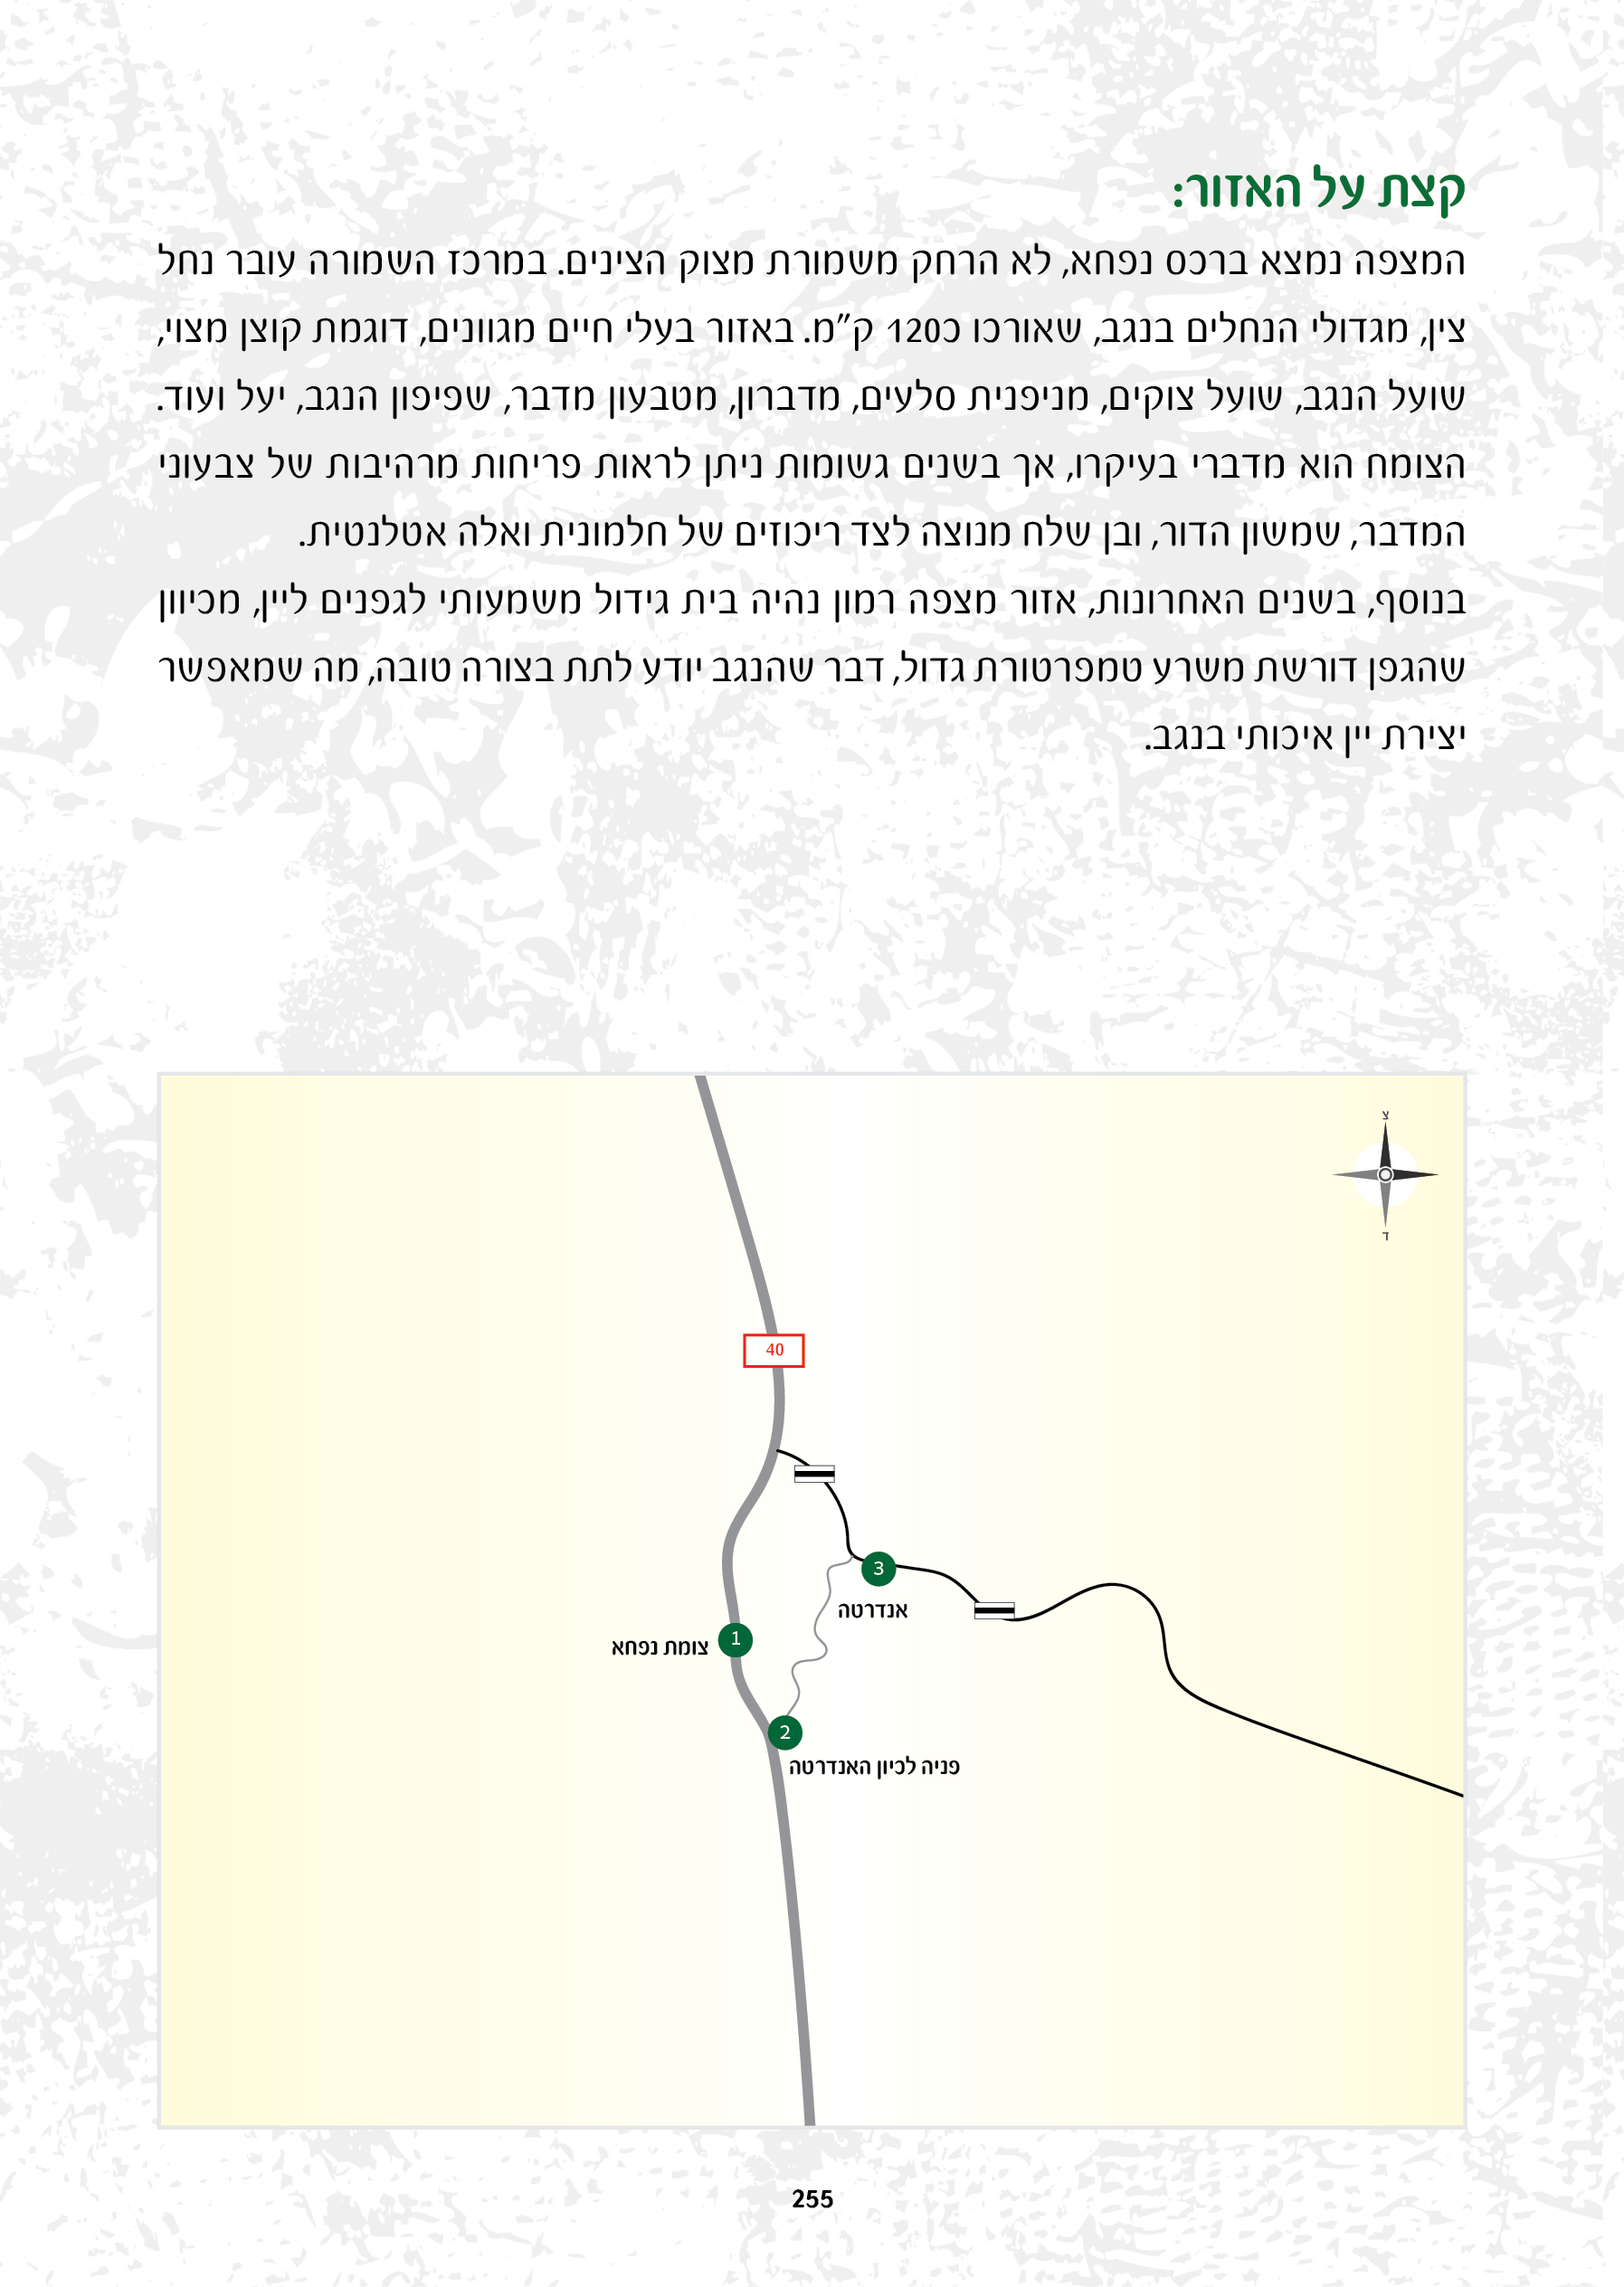 קצת על האזור:
המצפה נמצא ברכס נפחא, לא הרחק משמורת מצוק הצינים. במרכז השמורה עובר נחל
צין, מגדולי הנחלים בנגב, שאורכו כ120 ק"מ. באזור בעלי חיים מגוונים, דוגמת קוצן מצוי,
שועל הנגב, שועל צוקים, מניפנית סלעים, מדברון, מטבעון מדבר, שפיפון הנגב, יעל ועוד.
הצומח הוא מדברי בעיקרו, אך בשנים גשומות ניתן לראות פריחות מרהיבות של צבעוני
המדבר, שמשון הדור, ובן שלח מנוצה לצד ריכוזים של חלמונית ואלה אטלנטית.
בנוסף, בשנים האחרונות, אזור מצפה רמון נהיה בית גידול משמעותי לגפנים ליין, מכיוון
שהגפן דורשת משרע טמפרטורת גדול, דבר שהנגב יודע לתת בצורה טובה, מה שמאפשר
יצירת יין איכותי בנגב.
צ
ד
40
3
אנדרטה
1
צומת נפחא
2
פניה לכיון האנדרטה
255